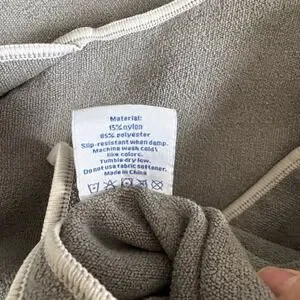 Material:
15% nylon
85% polyester
Slip-resistant when damp.
Machine wash cold/
like colors.
Tumble dry low.
Do not use fabric softener.
Made in China